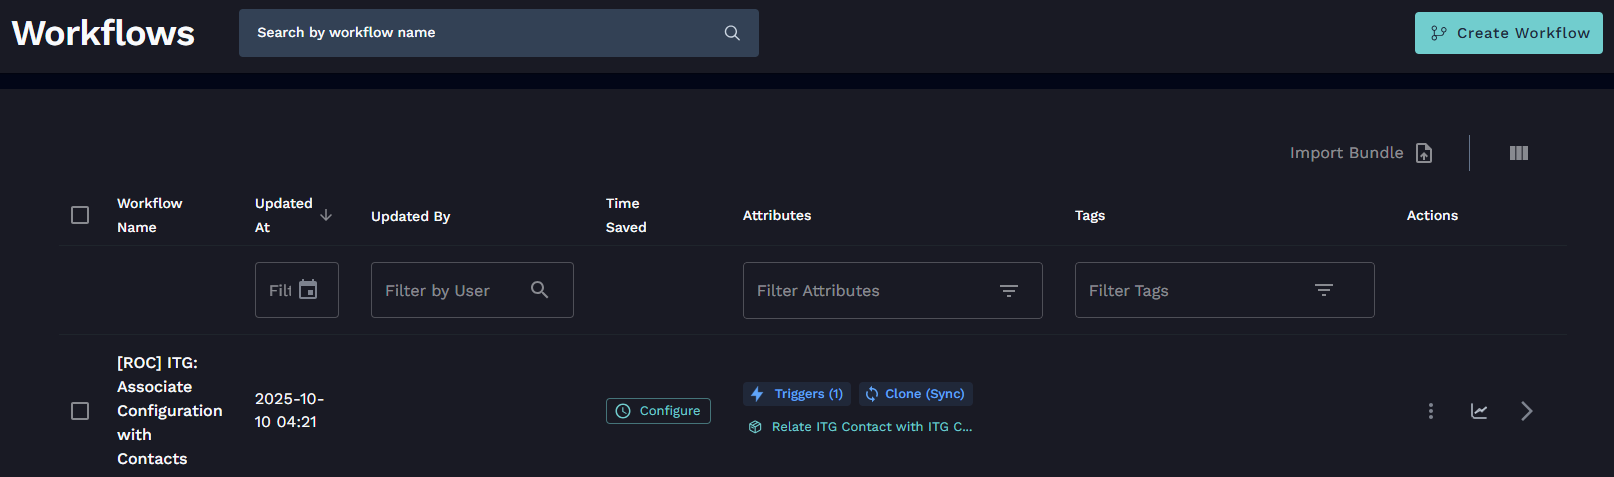 Workflows
Search by workflow name
Create Workflow
Import Bundle
Workflow
Name
Updated
At
Updated By
Time
Saved
Attributes
Tags
Actions
Filter by User
Filter Attributes
Filter Tags
[ROC] ITG:
Associate
Configuration
with
Contacts
2025-10-
10 04:21
Configure
Triggers (1)
Clone (Sync)
Relate ITG Contact with ITG C...